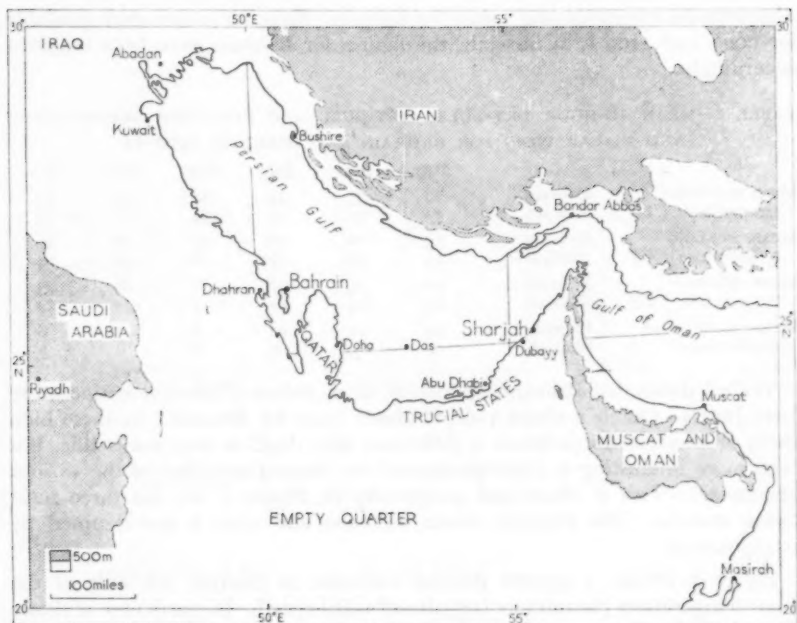 50°E
55°
30
30
IRAQ
Abadan
Kuwait
IRAN
Bushire
Persian Gulf
Bandar Abbas
SAUDI
ARABIA
Dhahran
Bahrain
QATAR
Doha
Das
Sharjah
Dubayy
Gulf of Oman
25
25°
N
25
N
Riyadh
Abu Dhabi
TRUCIAL STATES
Muscat
MUSCAT AND
OMAN
EMPTY QUARTER
500m
100miles
Masirah
20
20
50°E
55°